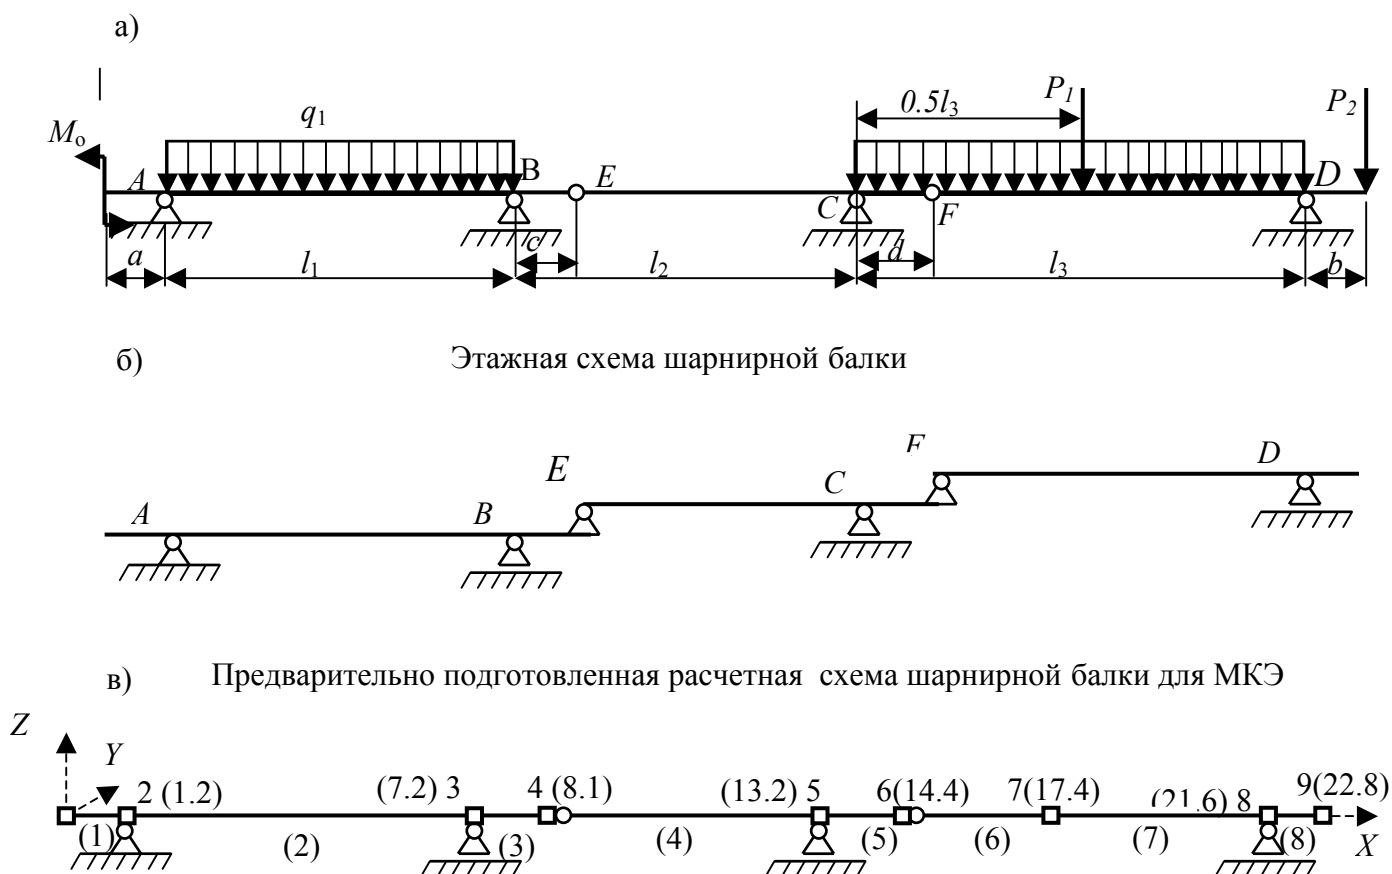 а)
0.5l₃ P₁ P₂
q₁
Mₒ
A B E C F D
a l₁ c l₂ d l₃ b
б) Этажная схема шарнирной балки
E C F D
A B
в) Предварительно подготовленная расчетная схема шарнирной балки для МКЭ
Z Y
2 (1.2) (7.2) 3 4 (8.1) (13.2) 5 6(14.4) 7(17.4) (21.6) 8 9(22.8)
(1) (2) (3) (4) (5) (6) (7) (8) X